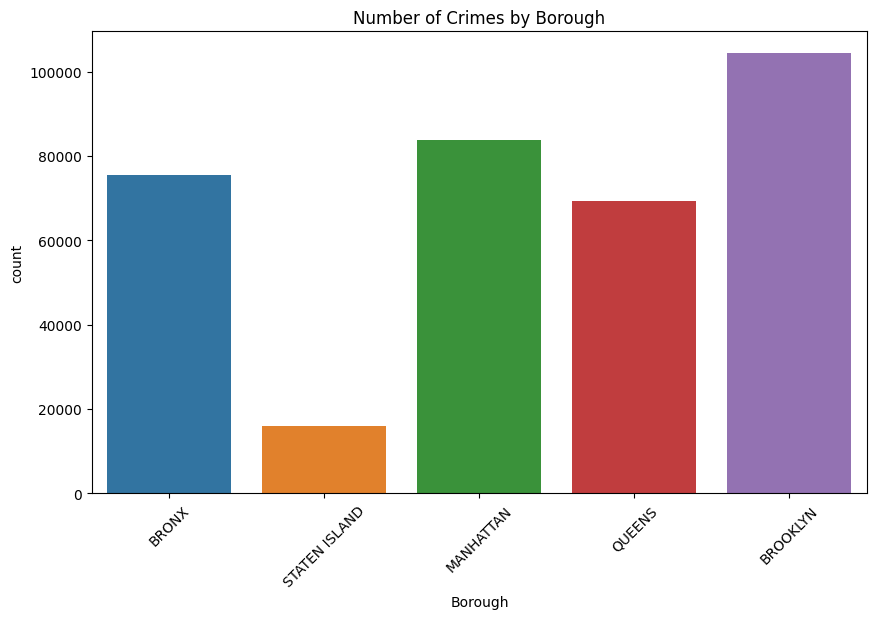 Number of Crimes by Borough
count
100000
80000
60000
40000
20000
0
BRONX
STATEN ISLAND
MANHATTAN
QUEENS
BROOKLYN
Borough